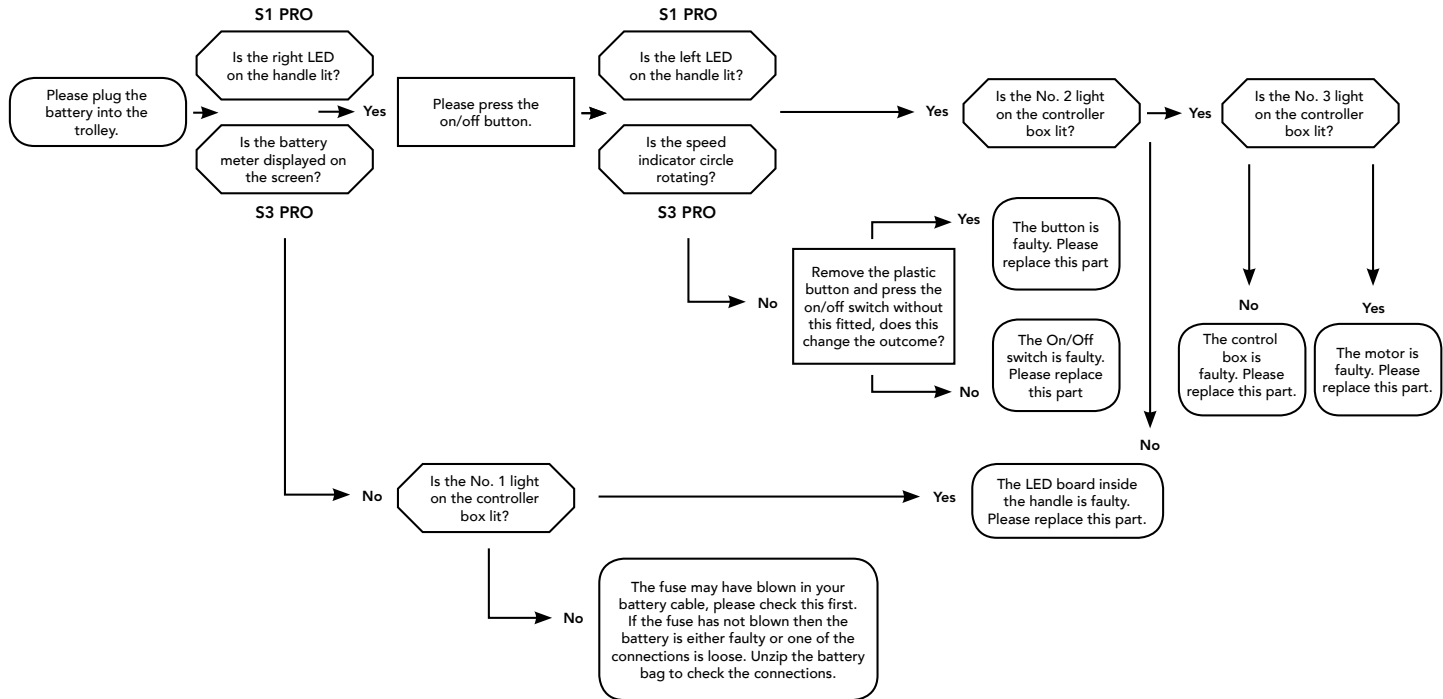 S1 PRO
Is the right LED
on the handle lit?
Please plug the
battery into the
trolley.
Is the battery
meter displayed on
the screen?
S3 PRO
Yes
Please press the
on/off button.
S1 PRO
Is the left LED
on the handle lit?
Is the speed
indicator circle
rotating?
S3 PRO
Yes
Is the No. 2 light
on the controller
box lit?
Yes
Is the No. 3 light
on the controller
box lit?
No
Remove the plastic
button and press the
on/off switch without
this fitted, does this
change the outcome?
Yes
The button is
faulty. Please
replace this part
No
The On/Off
switch is faulty.
Please replace
this part
No
The control
box is
faulty. Please
replace this part.
Yes
The motor is
faulty. Please
replace this part.
No
No
Is the No. 1 light
on the controller
box lit?
Yes
The LED board inside
the handle is faulty.
Please replace this part.
No
The fuse may have blown in your
battery cable, please check this first.
If the fuse has not blown then the
battery is either faulty or one of the
connections is loose. Unzip the battery
bag to check the connections.